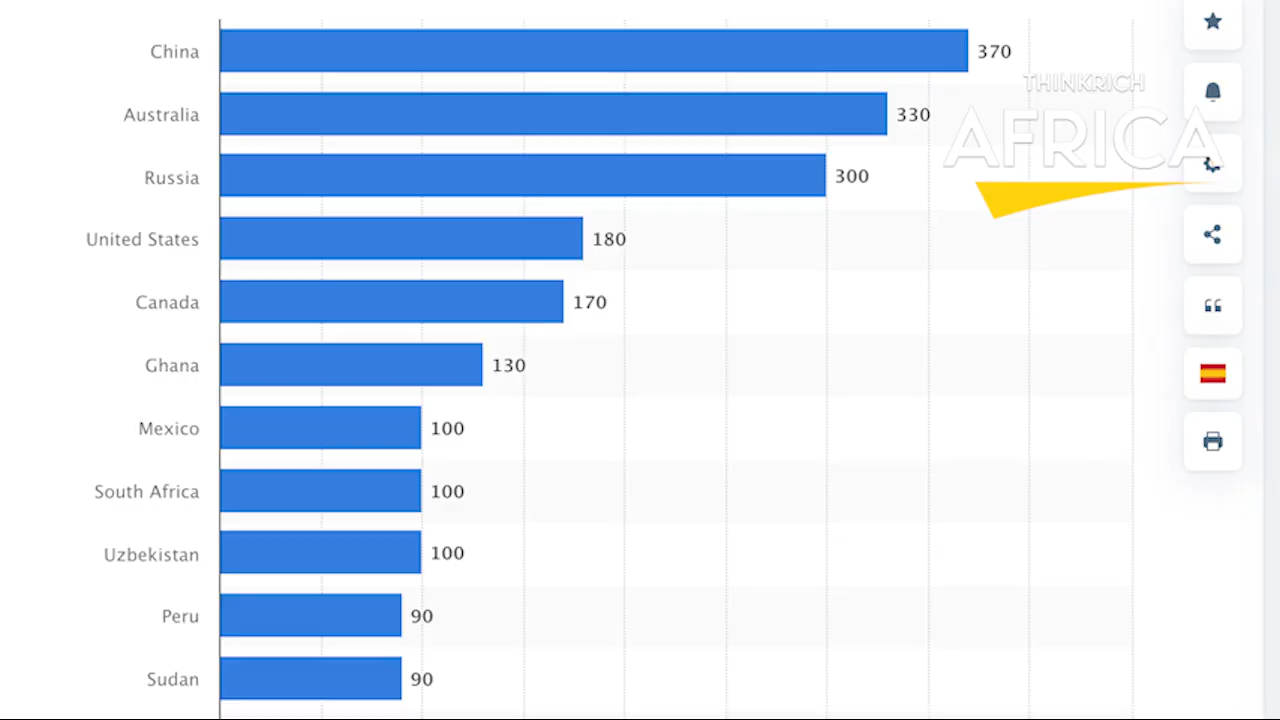 China 370
Australia 330
Russia 300
United States 180
Canada 170
Ghana 130
Mexico 100
South Africa 100
Uzbekistan 100
Peru 90
Sudan 90
THINKRICH
AFRICA